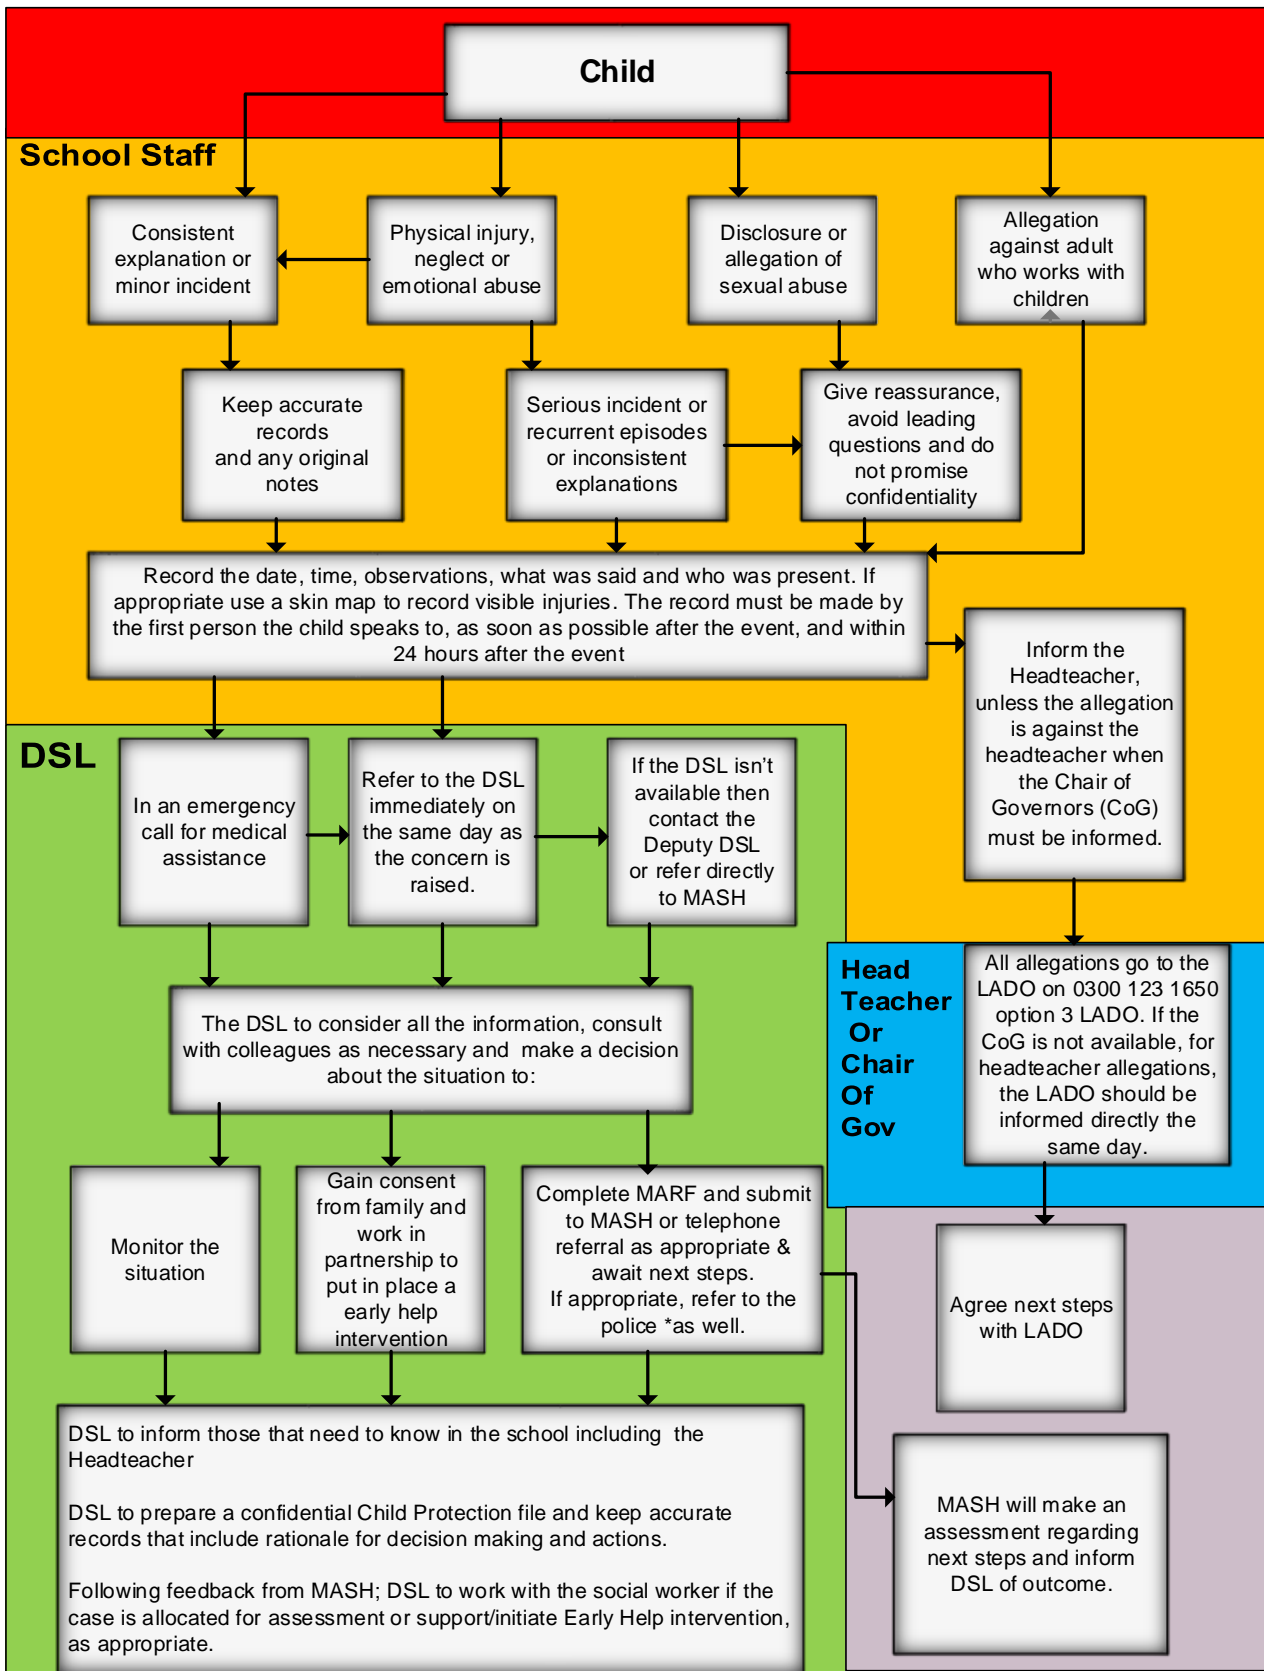 Child
School Staff
Consistent
explanation or
minor incident
Physical injury,
neglect or
emotional abuse
Disclosure or
allegation of
sexual abuse
Allegation
against adult
who works with
children
Keep accurate
records
and any original
notes
Serious incident or
recurrent episodes
or inconsistent
explanations
Give reassurance,
avoid leading
questions and do
not promise
confidentiality
Record the date, time, observations, what was said and who was present. If
appropriate use a skin map to record visible injuries. The record must be made by
the first person the child speaks to, as soon as possible after the event, and within
24 hours after the event
Inform the
Headteacher,
unless the allegation
is against the
headteacher when
the Chair of
Governors (CoG)
must be informed.
DSL
In an emergency
call for medical
assistance
Refer to the DSL
immediately on
the same day as
the concern is
raised.
If the DSL isn't
available then
contact the
Deputy DSL
or refer directly
to MASH
Head
Teacher
Or
Chair
Of
Gov
All allegations go to the
LADO on 0300 123 1650
option 3 LADO. If the
CoG is not available, for
headteacher allegations,
the LADO should be
informed directly the
same day.
The DSL to consider all the information, consult
with colleagues as necessary and make a decision
about the situation to:
Monitor the
situation
Gain consent
from family and
work in
partnership to
put in place a
early help
intervention
Complete MARF and submit
to MASH or telephone
referral as appropriate &
await next steps.
If appropriate, refer to the
police *as well.
Agree next steps
with LADO
DSL to inform those that need to know in the school including the
Headteacher
DSL to prepare a confidential Child Protection file and keep accurate
records that include rationale for decision making and actions.
Following feedback from MASH; DSL to work with the social worker if the
case is allocated for assessment or support/initiate Early Help intervention,
as appropriate.
MASH will make an
assessment regarding
next steps and inform
DSL of outcome.